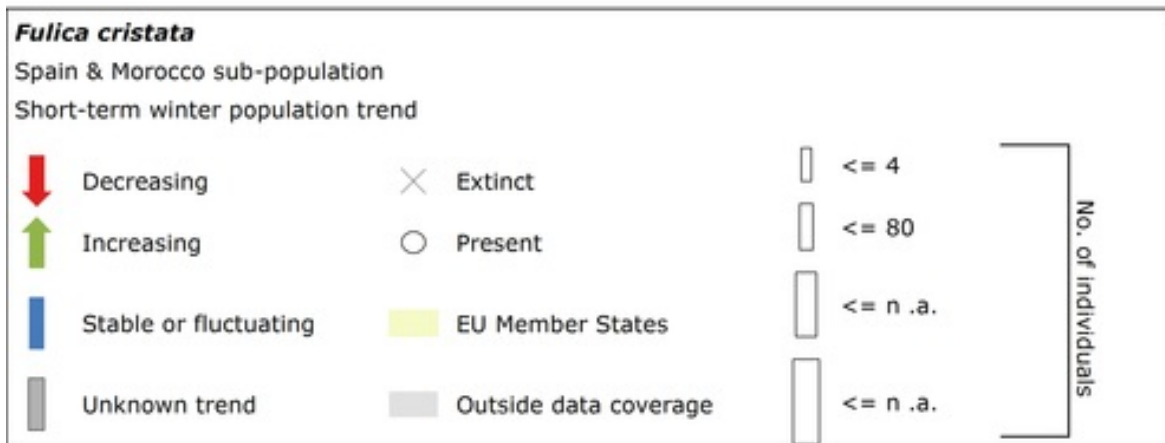 Fulica cristata
Spain & Morocco sub-population
Short-term winter population trend
Decreasing
Extinct
<= 4
Increasing
Present
<= 80
Stable or fluctuating
EU Member States
<= n .a.
Unknown trend
Outside data coverage
<= n .a.
No. of individuals